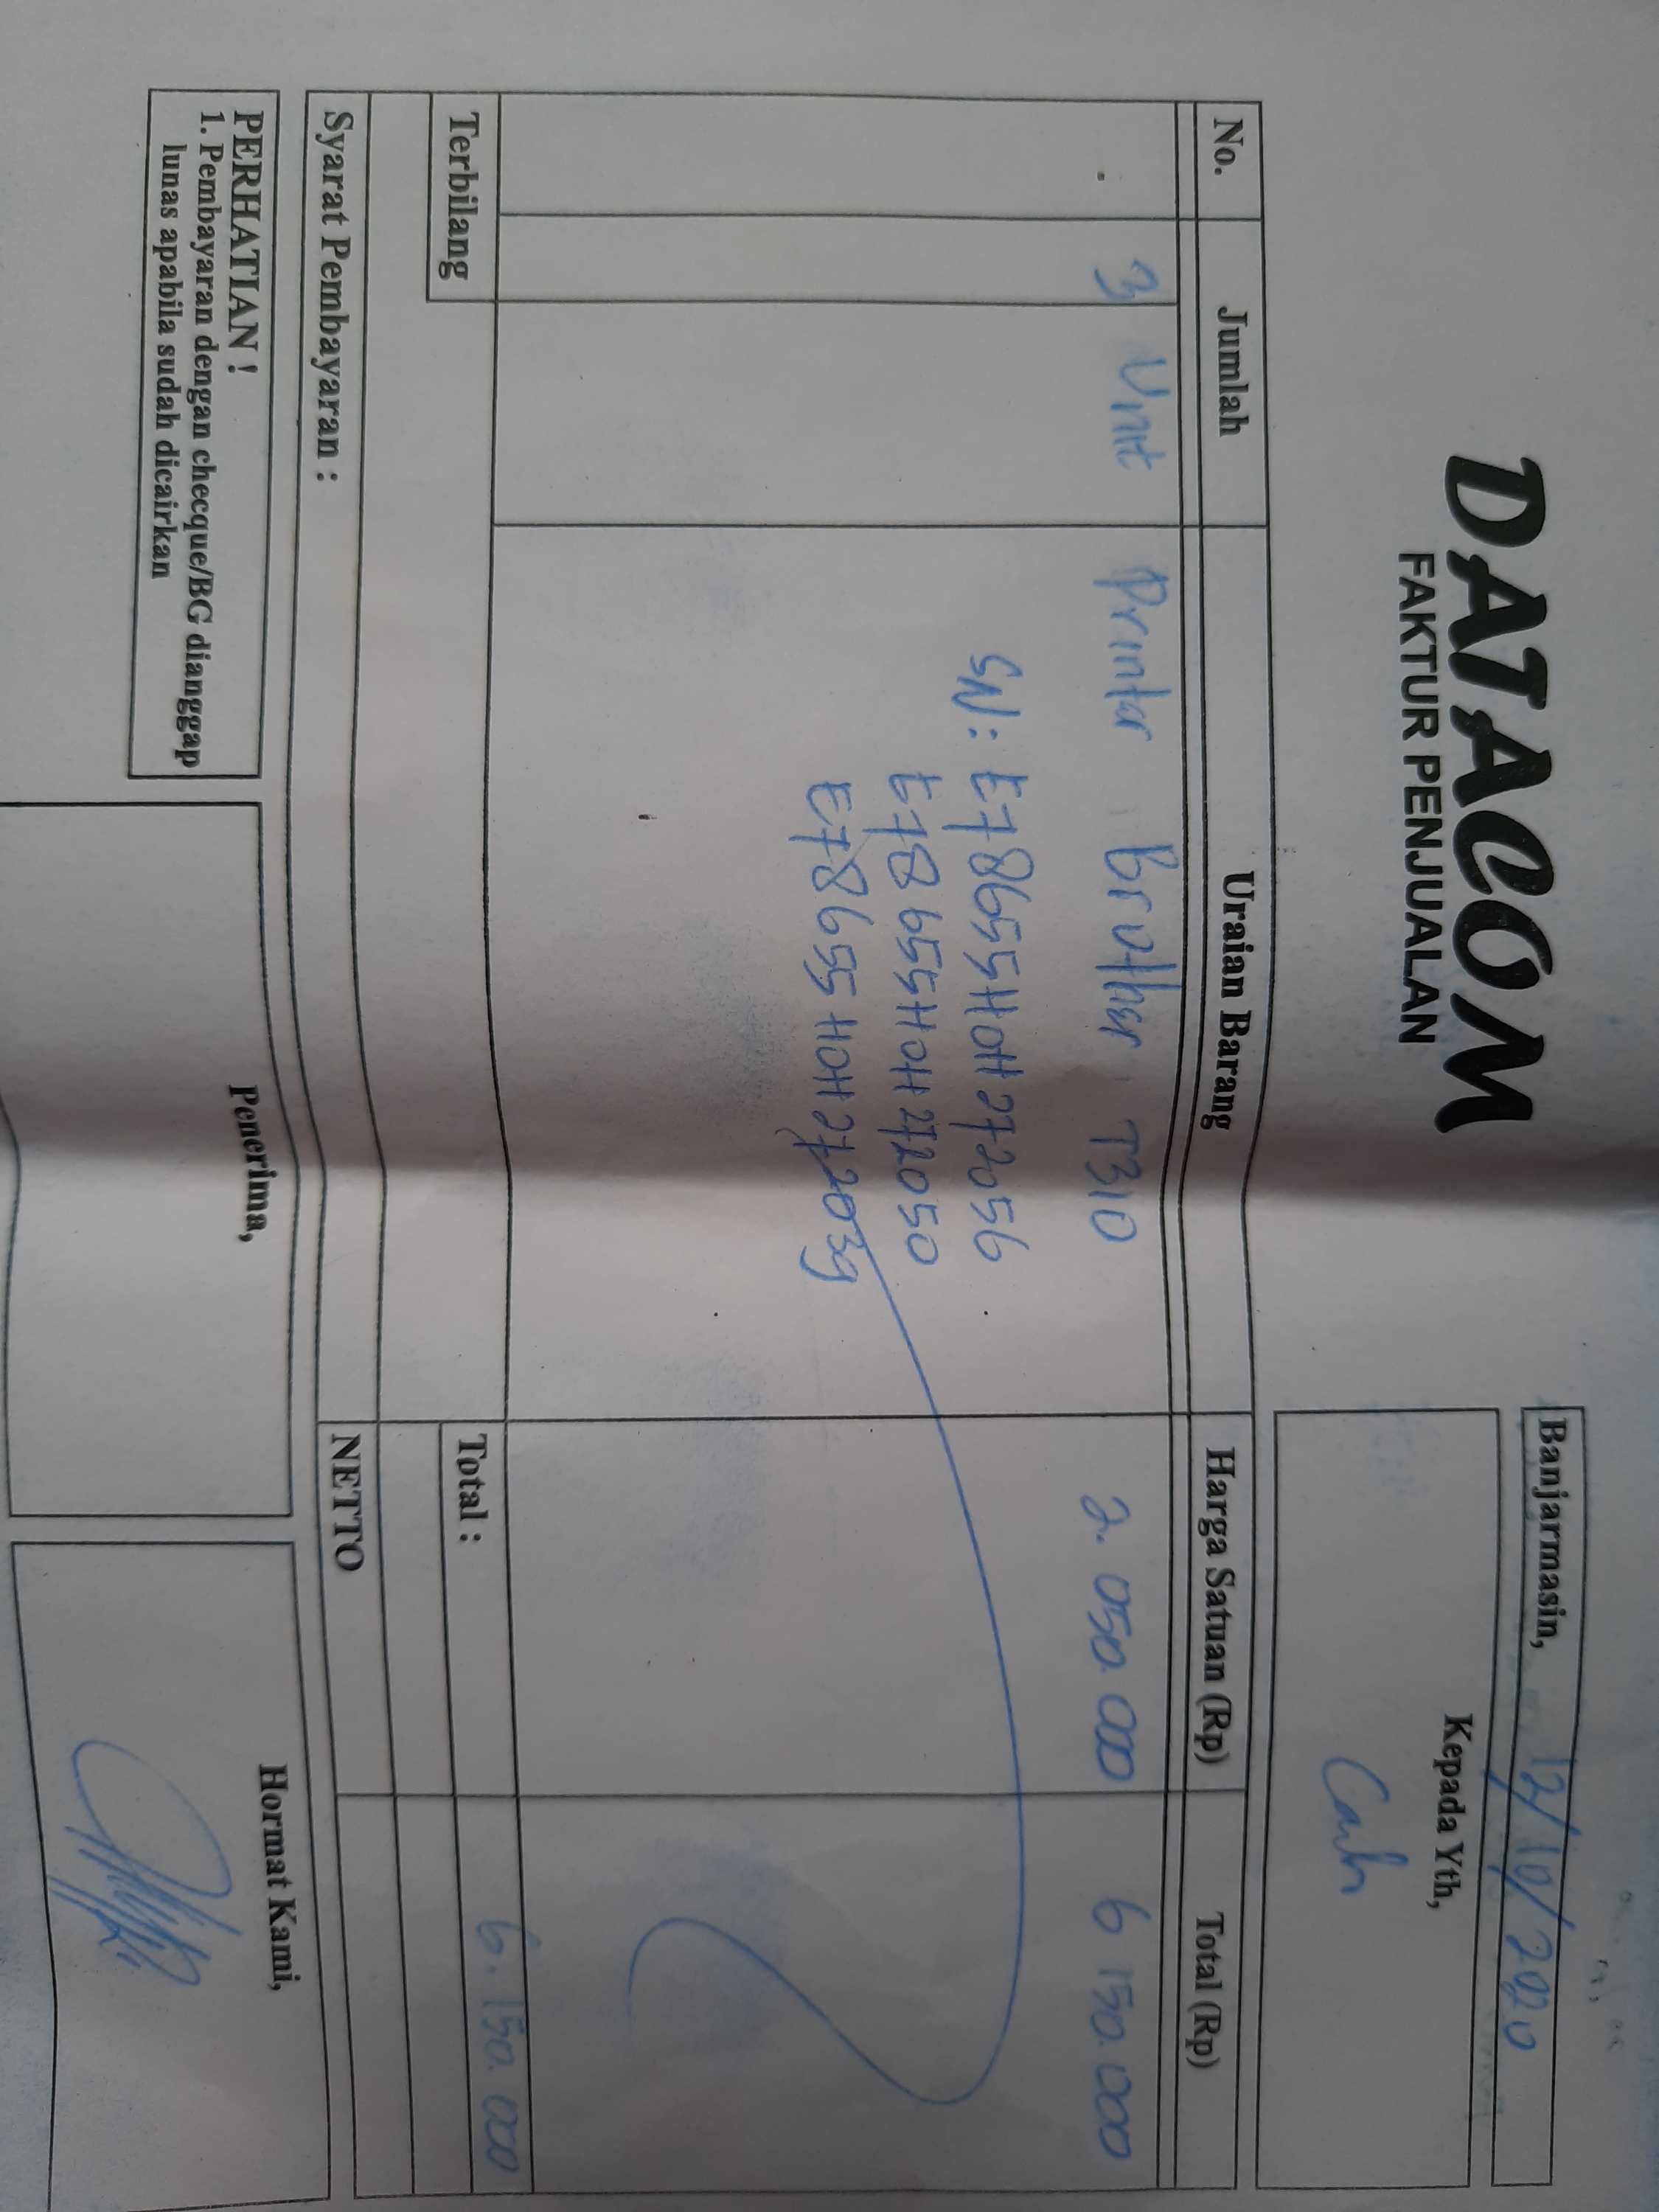 DATACOM
FAKTUR PENJUALAN
Banjarmasin, 12/10/2020
Kepada Yth,
Cash
No. Jumlah Uraian Barang Harga Satuan (Rp) Total (Rp)
3 Unit Printer Brother T310 2.050.000 6 150.000
SN: E78655H0H272056
E78655H0H272050
E78655H0H272039
Terbilang Total : 6.150.000
Syarat Pembayaran : NETTO
PERHATIAN !
1. Pembayaran dengan checque/BG dianggap
lunas apabila sudah dicairkan
Penerima,
Hormat Kami,